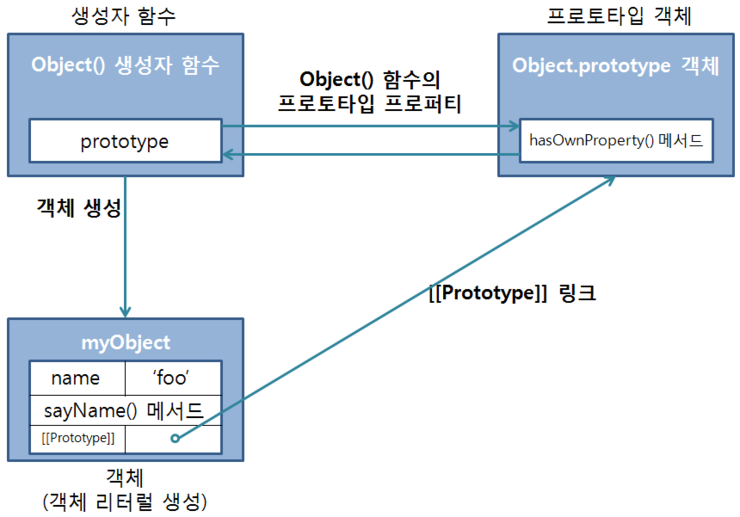 생성자 함수
프로토타입 객체
Object() 생성자 함수
Object.prototype 객체
Object() 함수의
프로토타입 프로퍼티
prototype
hasOwnProperty() 메서드
객체 생성
[[Prototype]] 링크
myObject
name ‘foo’
sayName() 메서드
[[Prototype]]
객체
(객체 리터럴 생성)